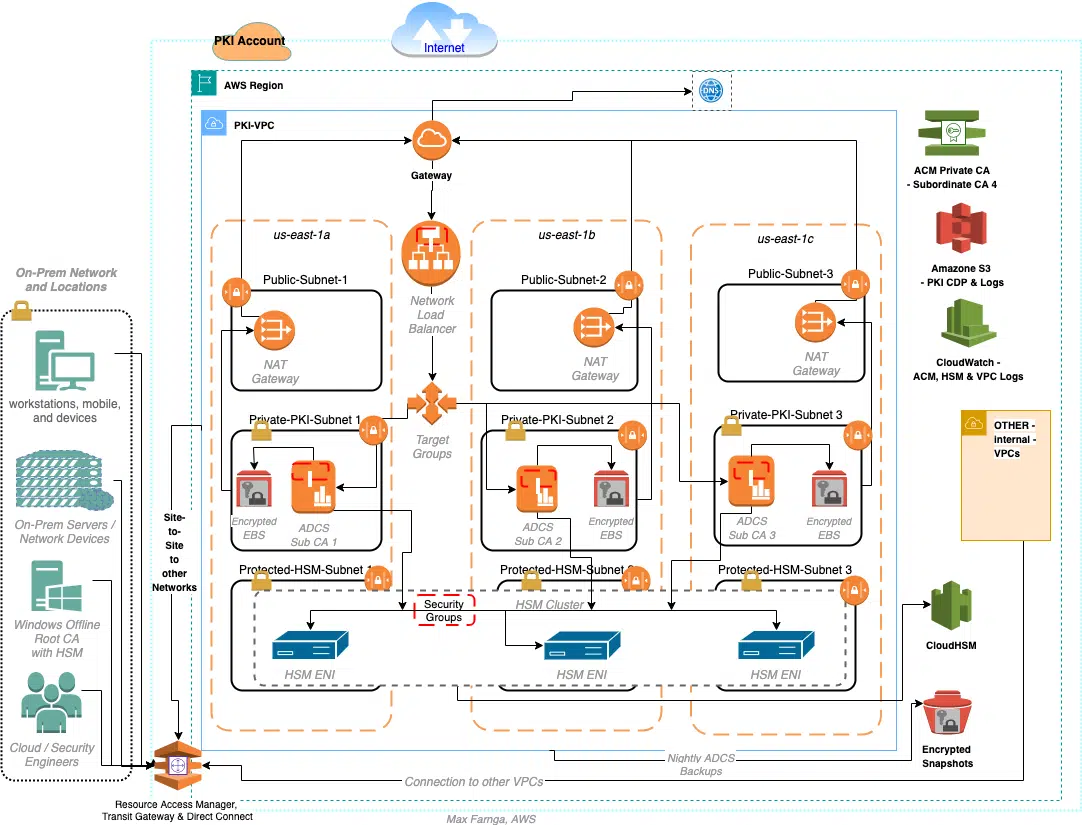 Internet
PKI Account
AWS Region
DNS
PKI-VPC
Gateway
ACM Private CA
- Subordinate CA 4
Amazone S3
- PKI CDP & Logs
CloudWatch -
ACM, HSM & VPC Logs
OTHER -
internal -
VPCs
CloudHSM
Encrypted
Snapshots
us-east-1a
us-east-1b
us-east-1c
Public-Subnet-1
Public-Subnet-2
Public-Subnet-3
Network
Load
Balancer
NAT
Gateway
NAT
Gateway
NAT
Gateway
Target
Groups
Private-PKI-Subnet 1
Private-PKI-Subnet 2
Private-PKI-Subnet 3
Encrypted
EBS
ADCS
Sub CA 1
ADCS
Sub CA 2
Encrypted
EBS
ADCS
Sub CA 3
Encrypted
EBS
Protected-HSM-Subnet 1
Protected-HSM-Subnet 2
Protected-HSM-Subnet 3
Security
Groups
HSM Cluster
HSM ENI
HSM ENI
HSM ENI
On-Prem Network
and Locations
workstations, mobile,
and devices
On-Prem Servers /
Network Devices
Windows Offline
Root CA
with HSM
Cloud / Security
Engineers
Site-
to-
Site
to
other
Networks
Resource Access Manager,
Transit Gateway & Direct Connect
Nightly ADCS
Backups
Connection to other VPCs
Max Farnga, AWS